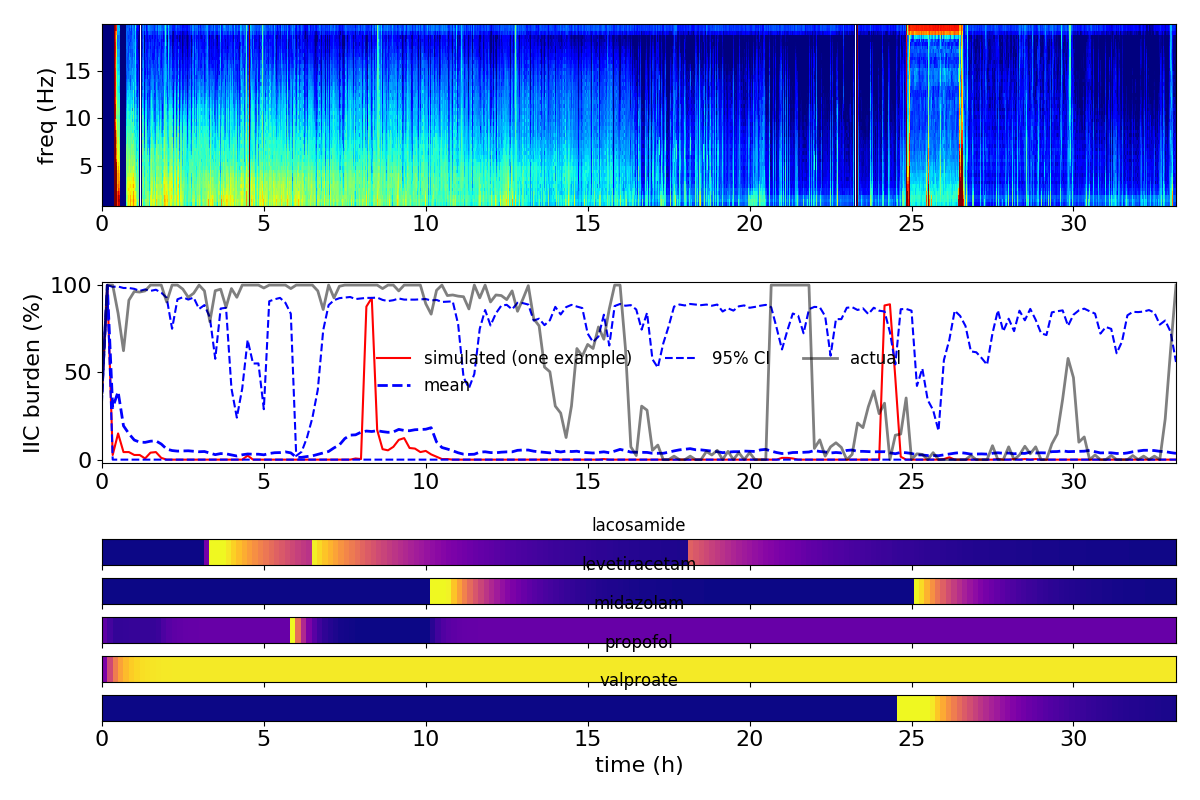 freq (Hz)
15
10
5
0 5 10 15 20 25 30
IIC burden (%)
100
50
0
simulated (one example) 95% CI actual
mean
0 5 10 15 20 25 30
lacosamide
levetiracetam
midazolam
propofol
valproate
0 5 10 15 20 25 30
time (h)